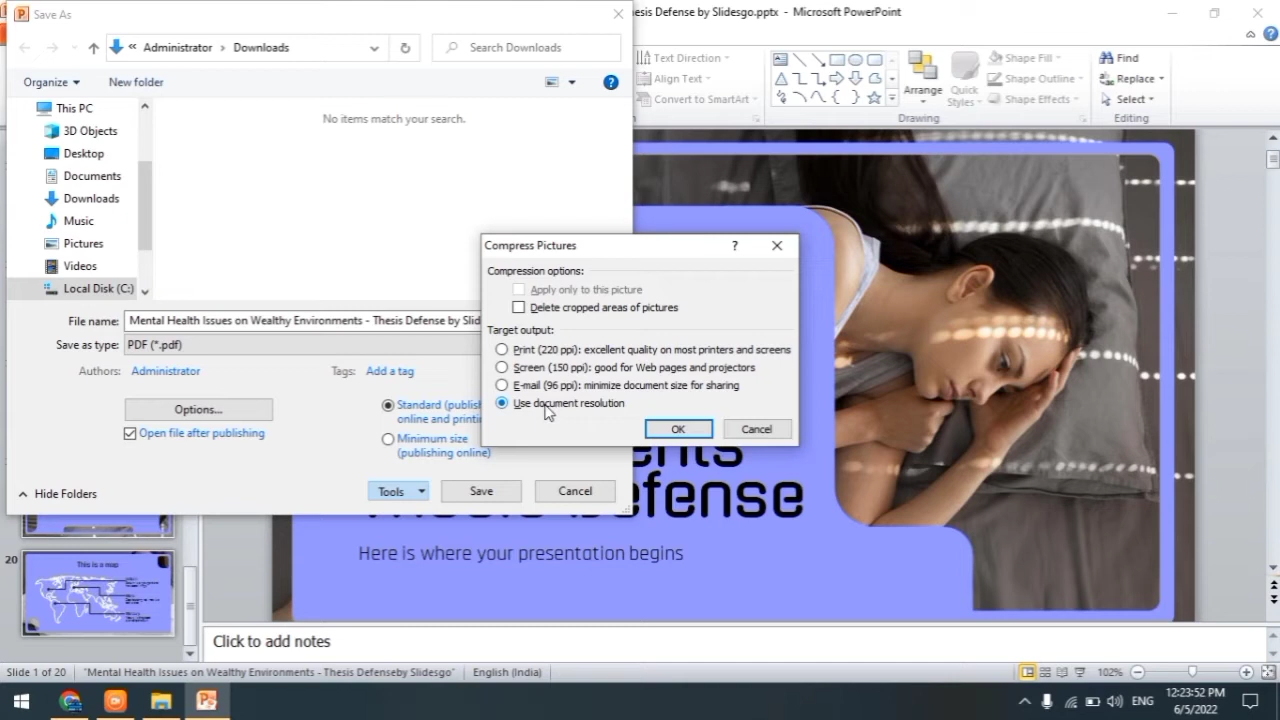 Save As
hesis Defense by Slidesgo.pptx - Microsoft PowerPoint
« Administrator > Downloads
Search Downloads
Organize
New folder
This PC
3D Objects
Desktop
Documents
Downloads
Music
Pictures
Videos
Local Disk (C:)
No items match your search.
File name: Mental Health Issues on Wealthy Environments - Thesis Defense by Slid
Save as type: PDF (*.pdf)
Authors: Administrator
Tags: Add a tag
Options...
Open file after publishing
Standard (publis
online and printi
Minimum size
(publishing online)
Hide Folders
Tools
Save
Cancel
Compress Pictures
?
Compression options:
Apply only to this picture
Delete cropped areas of pictures
Target output:
Print (220 ppi): excellent quality on most printers and screens
Screen (150 ppi): good for Web pages and projectors
E-mail (96 ppi): minimize document size for sharing
Use document resolution
OK
Cancel
Text Direction
Align Text
Convert to SmartArt
Arrange
Quick
Styles
Shape Fill
Shape Outline
Shape Effects
Drawing
Find
Replace
Select
Editing
ents
Thesis Defense
Here is where your presentation begins
20
This is a map
Click to add notes
Slide 1 of 20
"Mental Health Issues on Wealthy Environments - Thesis Defenseby Slidesgo"
English (India)
102%
ENG
12:23:52 PM
6/5/2022